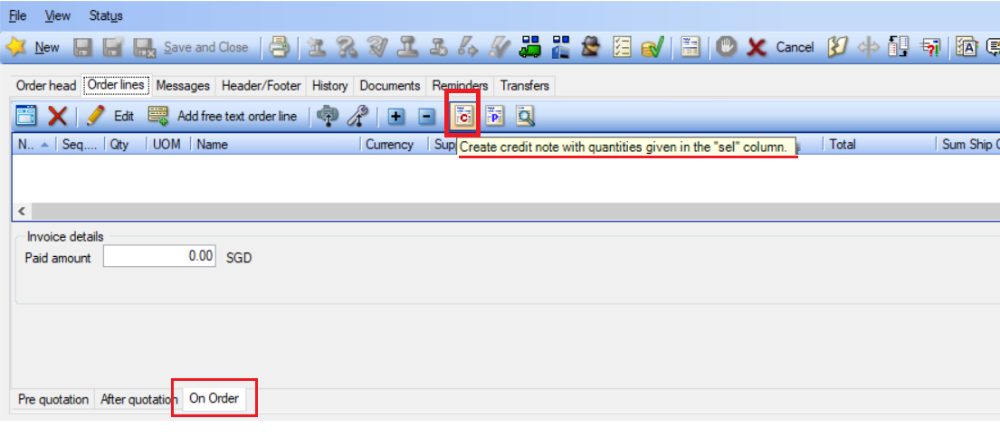 File View Status
New Save and Close Cancel
Order head Order lines Messages Header/Footer History Documents Reminders Transfers
Edit Add free text order line C P
N.. Seq.... Qty UOM Name Currency Sup Total Sum Ship
Create credit note with quantities given in the "sel" column.
Invoice details
Paid amount 0.00 SGD
Pre quotation After quotation On Order